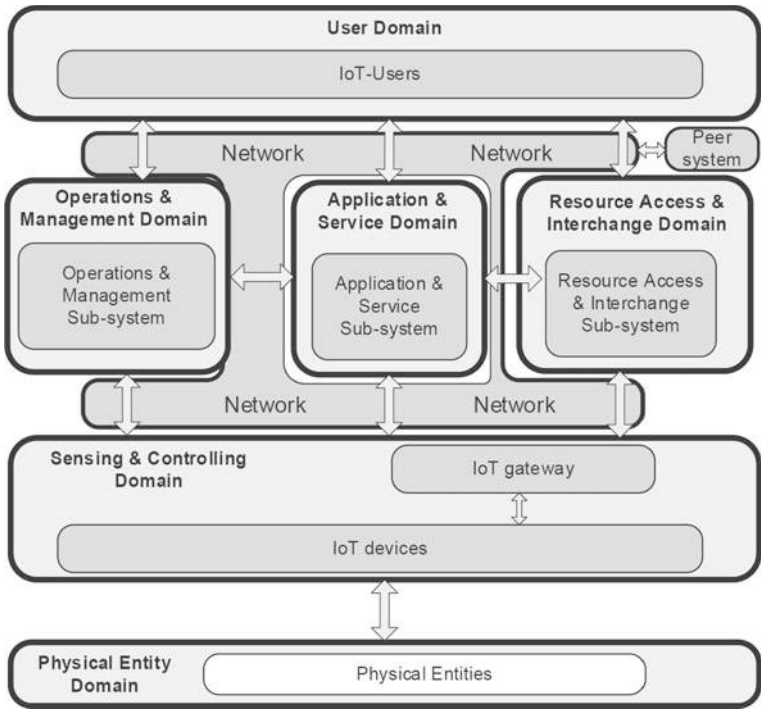 User Domain
IoT-Users
Network
Network
Peer
system
Operations &
Management Domain
Operations &
Management
Sub-system
Application &
Service Domain
Application &
Service
Sub-system
Resource Access &
Interchange Domain
Resource Access
& Interchange
Sub-system
Network
Network
Sensing & Controlling
Domain
IoT gateway
IoT devices
Physical Entity
Domain
Physical Entities